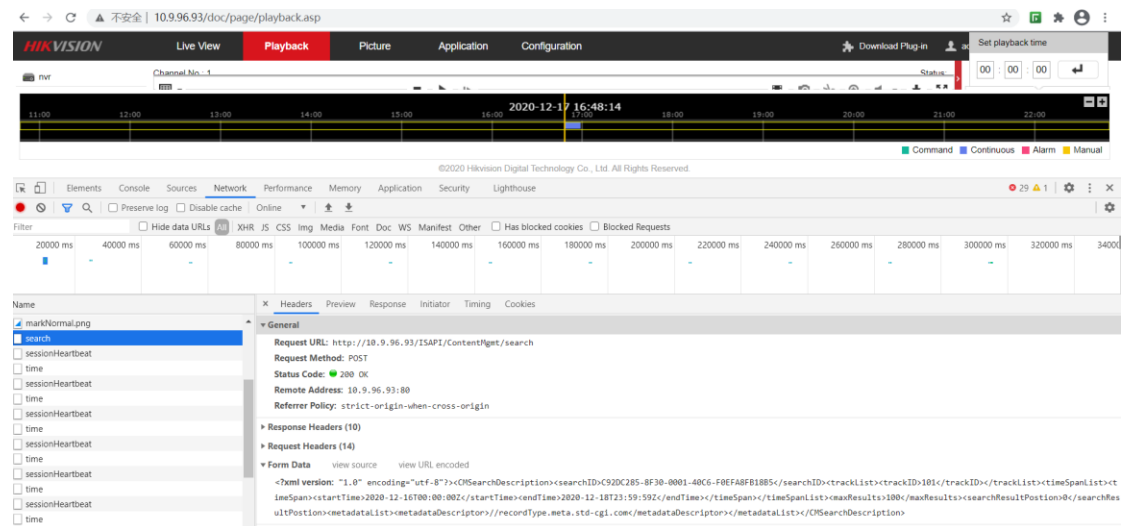 不安全 | 10.9.96.93/doc/page/playback.asp
HIKVISION Live View Playback Picture Application Configuration Download Plug-in
Set playback time
nvr Channel No.: 1 Status:
00 : 00 : 00
2020-12-17 16:48:14
11:00 12:00 13:00 14:00 15:00 16:00 17:00 18:00 19:00 20:00 21:00 22:00
Command Continuous Alarm Manual
©2020 Hikvision Digital Technology Co., Ltd. All Rights Reserved.
Elements Console Sources Network Performance Memory Application Security Lighthouse 29 1
Preserve log Disable cache Online
Filter Hide data URLs All XHR JS CSS Img Media Font Doc WS Manifest Other Has blocked cookies Blocked Requests
20000 ms 40000 ms 60000 ms 80000 ms 100000 ms 120000 ms 140000 ms 160000 ms 180000 ms 200000 ms 220000 ms 240000 ms 260000 ms 280000 ms 300000 ms 320000 ms
Name × Headers Preview Response Initiator Timing Cookies
markNormal.png
search
sessionHeartbeat
time
sessionHeartbeat
time
sessionHeartbeat
time
sessionHeartbeat
time
sessionHeartbeat
time
sessionHeartbeat
time
General
Request URL: http://10.9.96.93/ISAPI/ContentMgmt/search
Request Method: POST
Status Code: 200 OK
Remote Address: 10.9.96.93:80
Referrer Policy: strict-origin-when-cross-origin
Response Headers (10)
Request Headers (14)
Form Data view source view URL encoded
<?xml version: "1.0" encoding="utf-8"?><CMSearchDescription><searchID>C92DC285-8F30-0001-40C6-F0EFA8FB18B5</searchID><trackList><trackID>101</trackID></trackList><timeSpanList><t
imeSpan><startTime>2020-12-16T00:00:00Z</startTime><endTime>2020-12-18T23:59:59Z</endTime></timeSpan></timeSpanList><maxResults>100</maxResults><searchResultPostion>0</searchRes
ultPostion><metadataList><metadataDescriptor>//recordType.meta.std-cgi.com</metadataDescriptor></metadataList></CMSearchDescription>